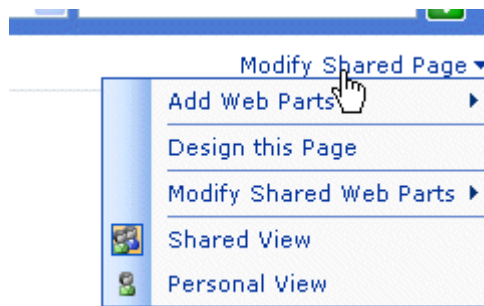 Modify Shared Page
Add Web Parts
Design this Page
Modify Shared Web Parts
Shared View
Personal View